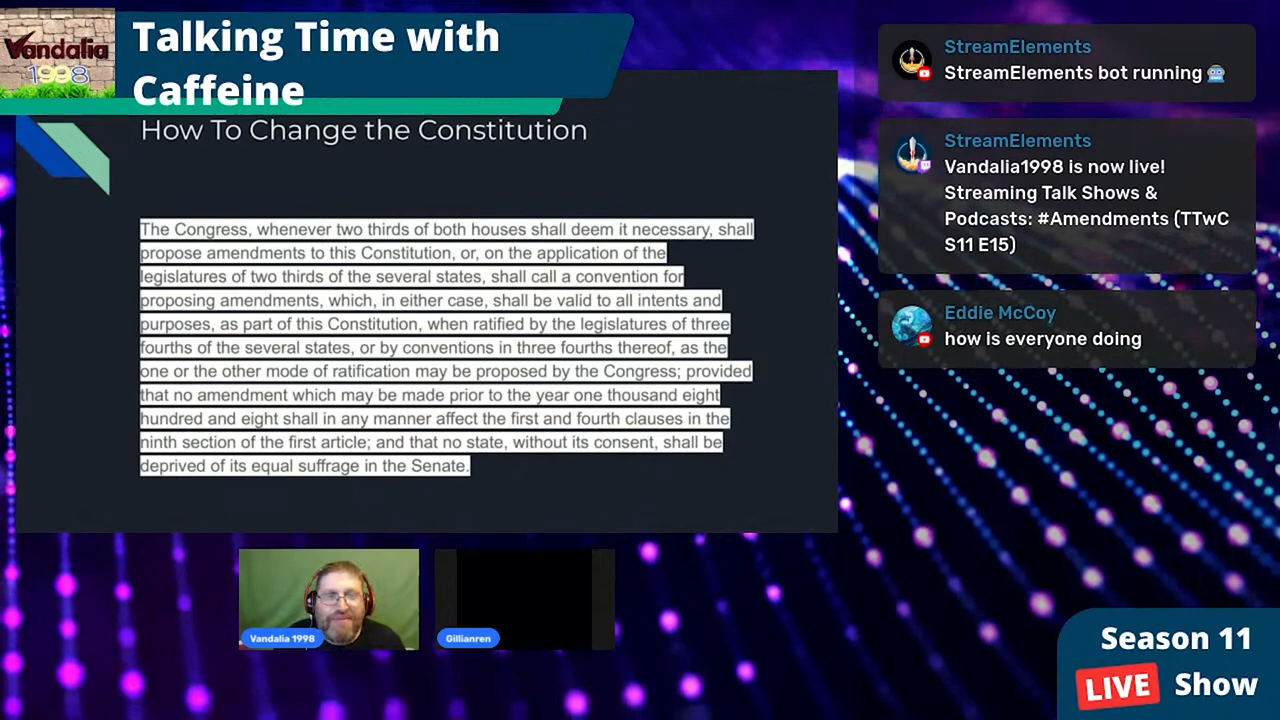 Vandalia
1998
Talking Time with
Caffeine
How To Change the Constitution
The Congress, whenever two thirds of both houses shall deem it necessary, shall
propose amendments to this Constitution, or, on the application of the
legislatures of two thirds of the several states, shall call a convention for
proposing amendments, which, in either case, shall be valid to all intents and
purposes, as part of this Constitution, when ratified by the legislatures of three
fourths of the several states, or by conventions in three fourths thereof, as the
one or the other mode of ratification may be proposed by the Congress; provided
that no amendment which may be made prior to the year one thousand eight
hundred and eight shall in any manner affect the first and fourth clauses in the
ninth section of the first article; and that no state, without its consent, shall be
deprived of its equal suffrage in the Senate.
Vandalia 1998
Gillianren
StreamElements
StreamElements bot running
StreamElements
Vandalia1998 is now live!
Streaming Talk Shows &
Podcasts: #Amendments (TTwC
S11 E15)
Eddie McCoy
how is everyone doing
Season 11
LIVE Show